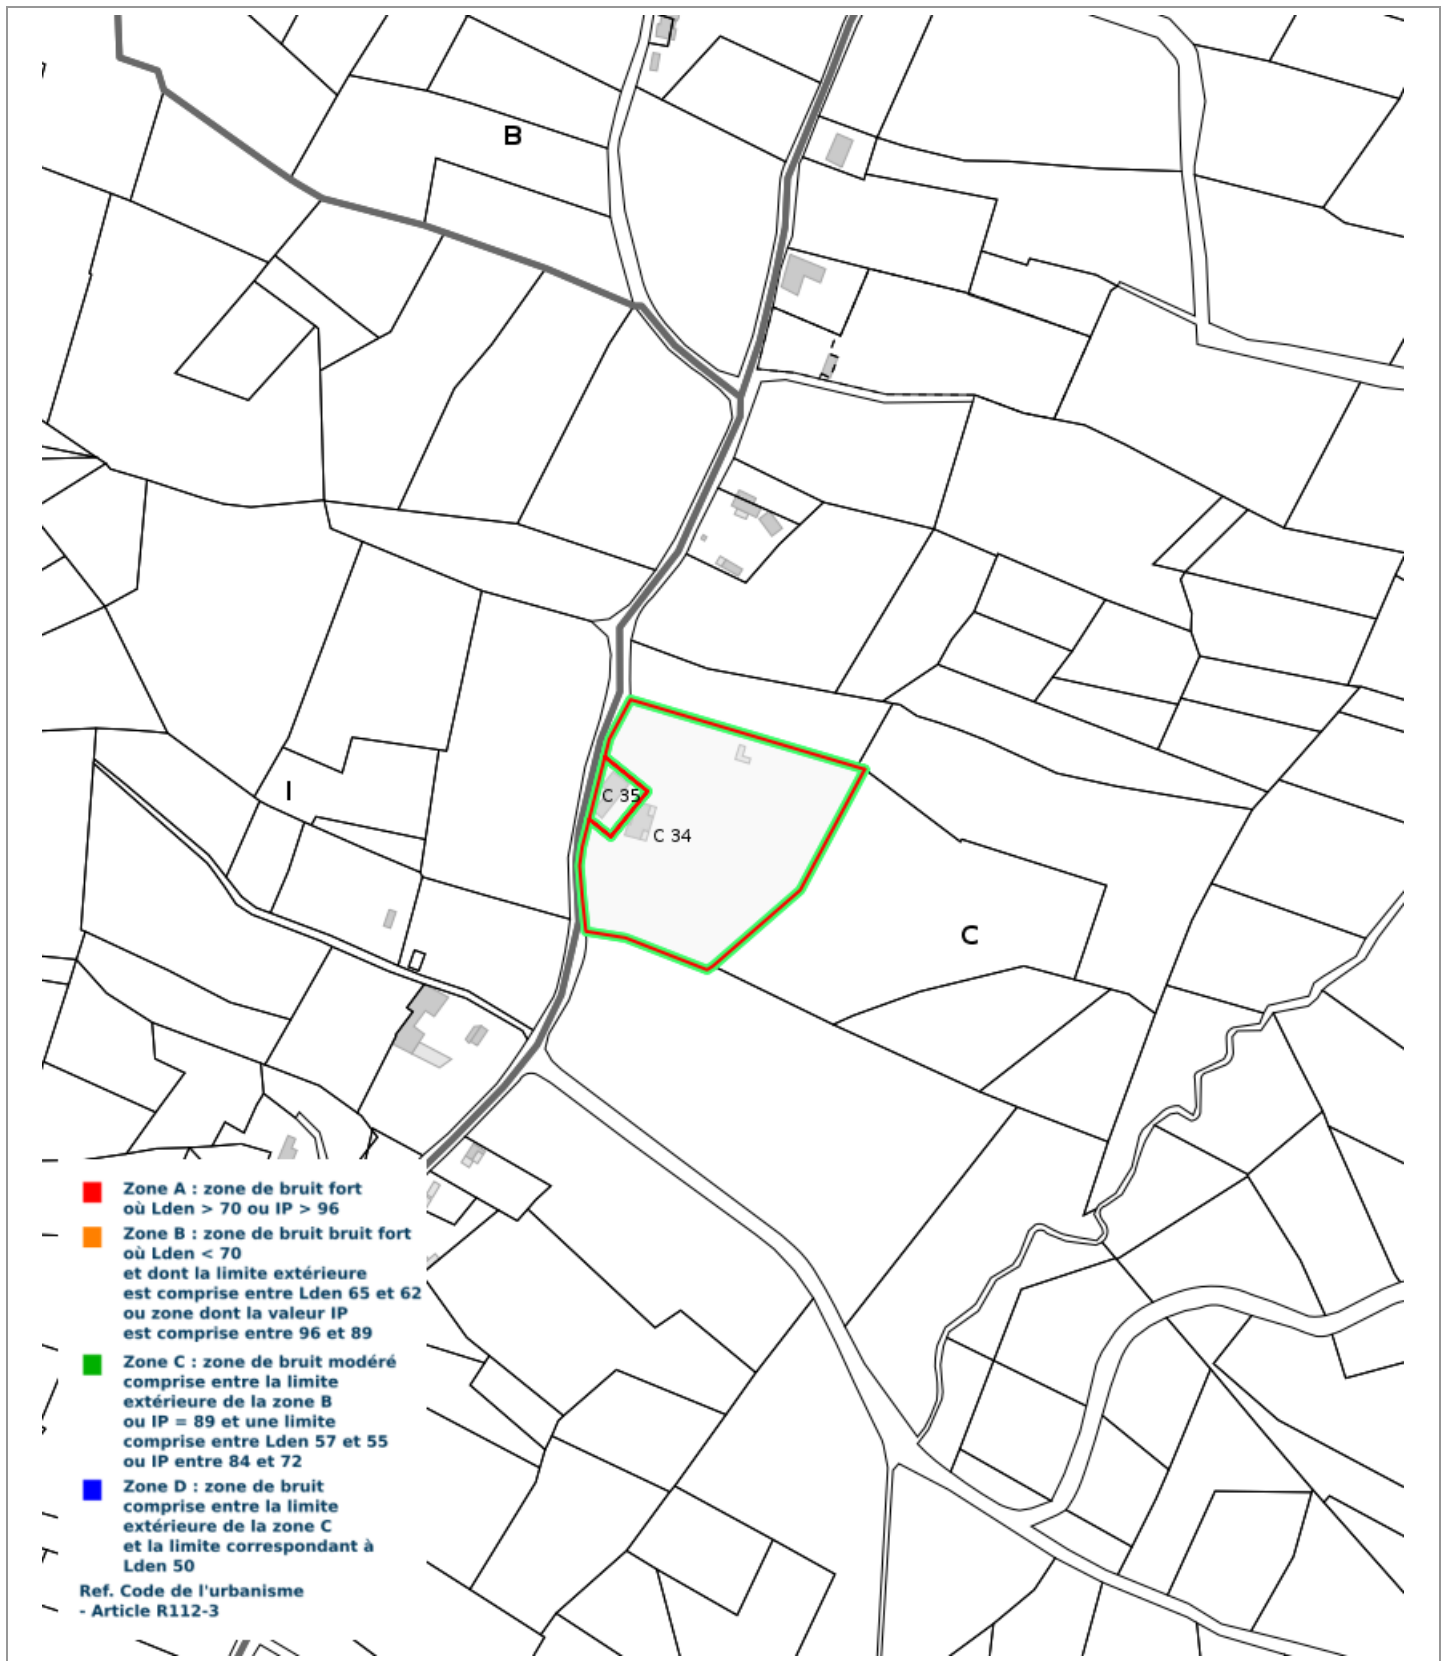 B
I
C 35
C 34
C
Zone A : zone de bruit fort
où Lden > 70 ou IP > 96
Zone B : zone de bruit bruit fort
où Lden < 70
et dont la limite extérieure
est comprise entre Lden 65 et 62
ou zone dont la valeur IP
est comprise entre 96 et 89
Zone C : zone de bruit modéré
comprise entre la limite
extérieure de la zone B
ou IP = 89 et une limite
comprise entre Lden 57 et 55
ou IP entre 84 et 72
Zone D : zone de bruit
comprise entre la limite
extérieure de la zone C
et la limite correspondant à
Lden 50
Ref. Code de l'urbanisme
- Article R112-3